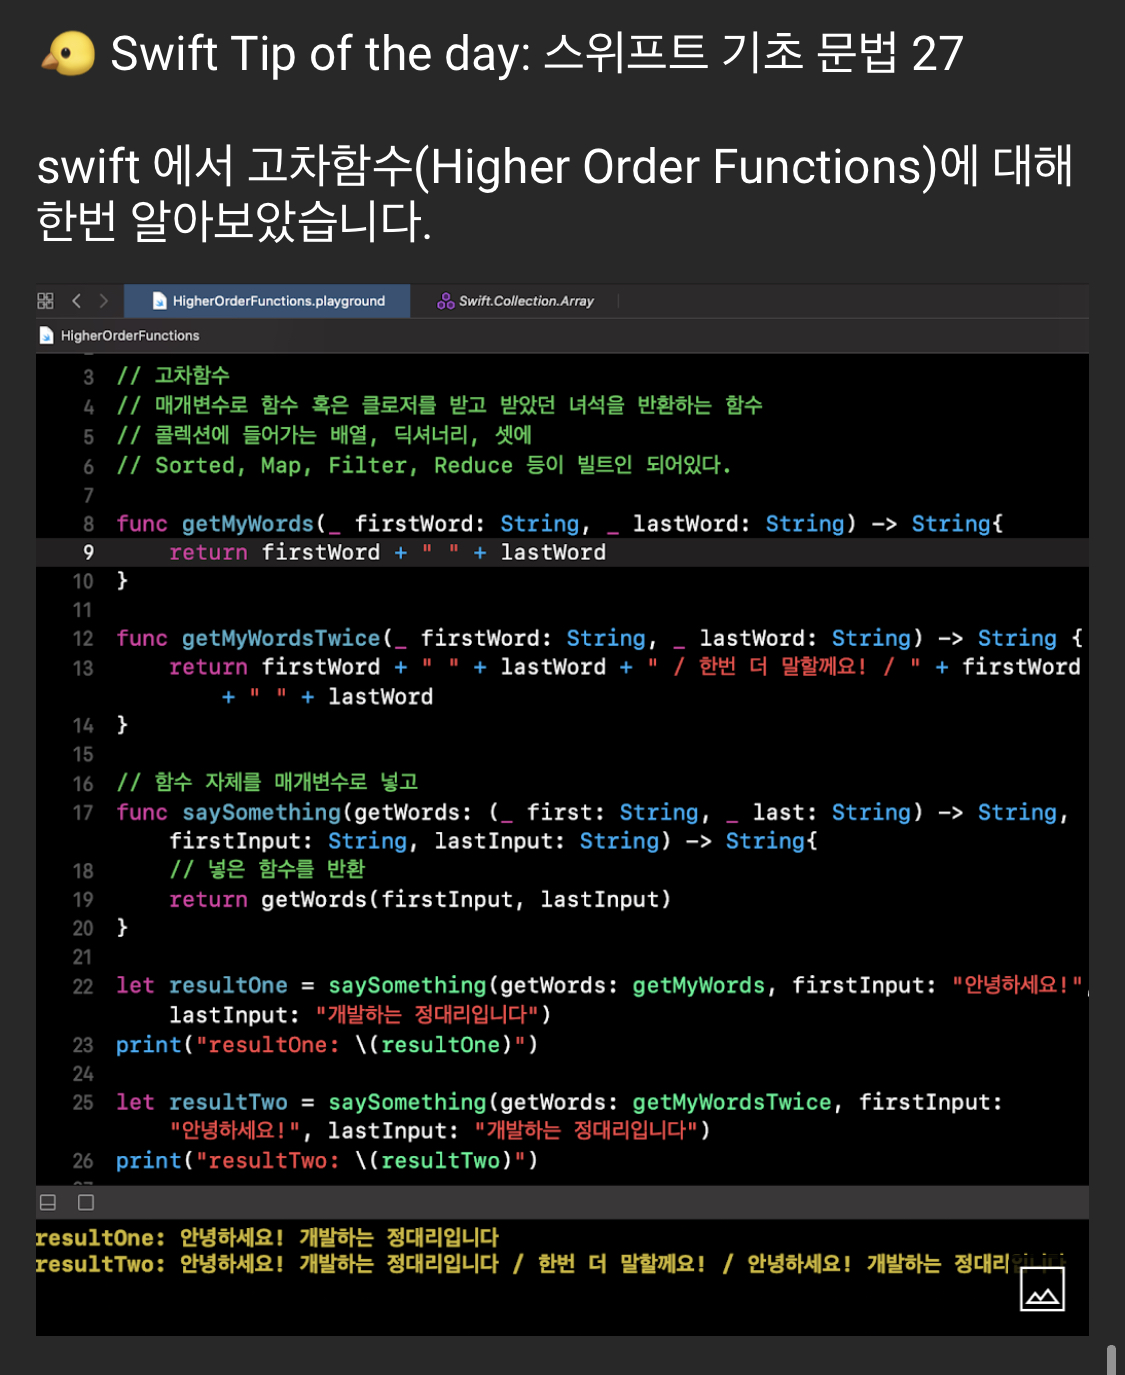 🐤 Swift Tip of the day: 스위프트 기초 문법 27
swift 에서 고차함수(Higher Order Functions)에 대해
한번 알아보았습니다.
HigherOrderFunctions.playground Swift.Collection.Array
HigherOrderFunctions
3 // 고차함수
4 // 매개변수로 함수 혹은 클로저를 받고 받았던 녀석을 반환하는 함수
5 // 콜렉션에 들어가는 배열, 딕셔너리, 셋에
6 // Sorted, Map, Filter, Reduce 등이 빌트인 되어있다.
7
8 func getMyWords(_ firstWord: String, _ lastWord: String) -> String{
9 return firstWord + " " + lastWord
10 }
11
12 func getMyWordsTwice(_ firstWord: String, _ lastWord: String) -> String {
13 return firstWord + " " + lastWord + " / 한번 더 말할께요! / " + firstWord
+ " " + lastWord
14 }
15
16 // 함수 자체를 매개변수로 넣고
17 func saySomething(getWords: (_ first: String, _ last: String) -> String,
firstInput: String, lastInput: String) -> String{
18 // 넣은 함수를 반환
19 return getWords(firstInput, lastInput)
20 }
21
22 let resultOne = saySomething(getWords: getMyWords, firstInput: "안녕하세요!",
lastInput: "개발하는 정대리입니다")
23 print("resultOne: \(resultOne)")
24
25 let resultTwo = saySomething(getWords: getMyWordsTwice, firstInput:
"안녕하세요!", lastInput: "개발하는 정대리입니다")
26 print("resultTwo: \(resultTwo)")
resultOne: 안녕하세요! 개발하는 정대리입니다
resultTwo: 안녕하세요! 개발하는 정대리입니다 / 한번 더 말할께요! / 안녕하세요! 개발하는 정대리입니다